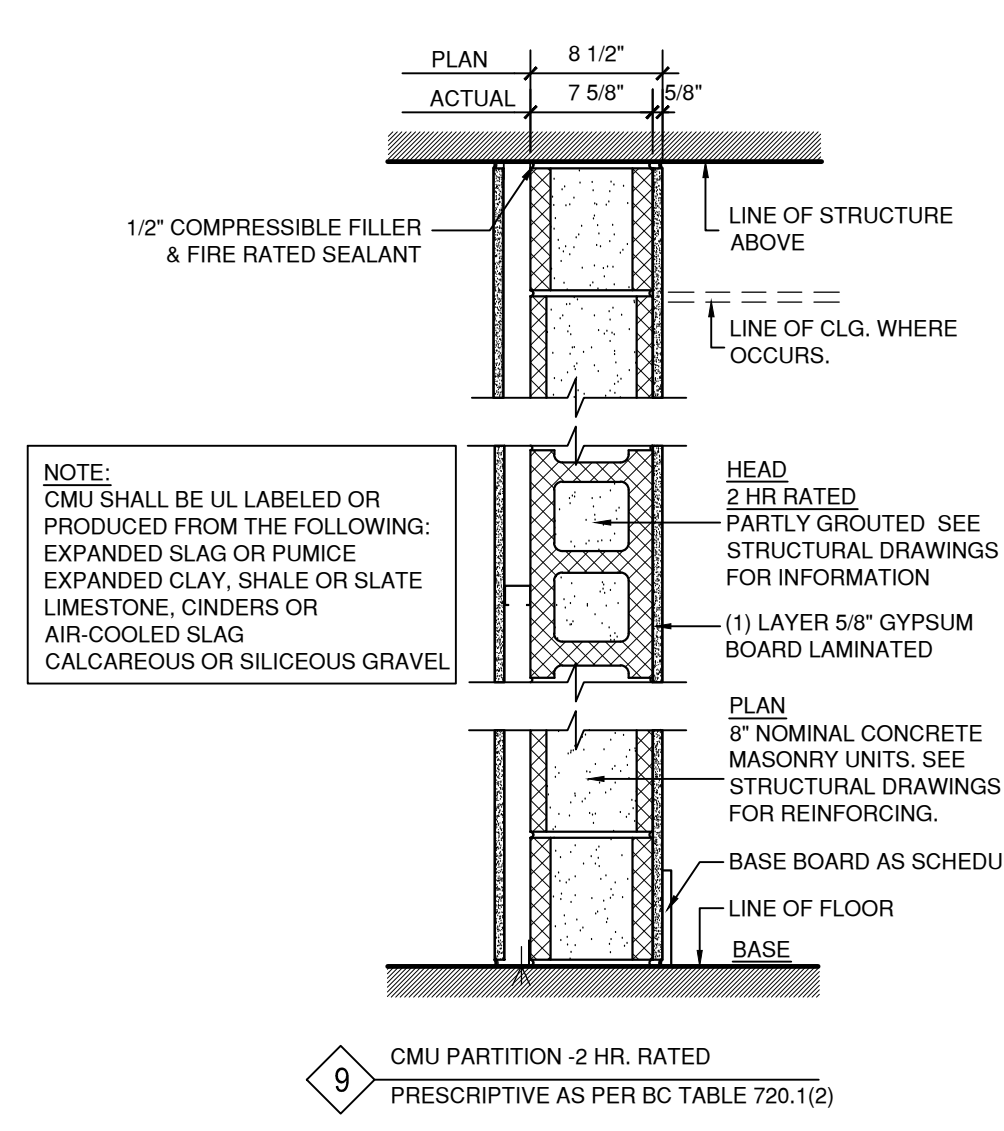 PLAN 8 1/2"
ACTUAL 7 5/8" 5/8"
1/2" COMPRESSIBLE FILLER
& FIRE RATED SEALANT
LINE OF STRUCTURE
ABOVE
LINE OF CLG. WHERE
OCCURS.
NOTE:
CMU SHALL BE UL LABELED OR
PRODUCED FROM THE FOLLOWING:
EXPANDED SLAG OR PUMICE
EXPANDED CLAY, SHALE OR SLATE
LIMESTONE, CINDERS OR
AIR-COOLED SLAG
CALCAREOUS OR SILICEOUS GRAVEL
HEAD
2 HR RATED
PARTLY GROUTED SEE
STRUCTURAL DRAWINGS
FOR INFORMATION
(1) LAYER 5/8" GYPSUM
BOARD LAMINATED
PLAN
8" NOMINAL CONCRETE
MASONRY UNITS. SEE
STRUCTURAL DRAWINGS
FOR REINFORCING.
BASE BOARD AS SCHEDU
LINE OF FLOOR
BASE
9 CMU PARTITION -2 HR. RATED
PRESCRIPTIVE AS PER BC TABLE 720.1(2)